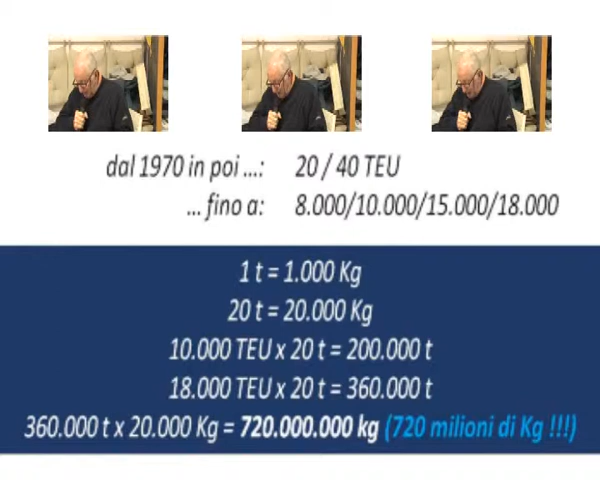 dal 1970 in poi ...: 20 / 40 TEU
... fino a: 8.000/10.000/15.000/18.000
1 t = 1.000 Kg
20 t = 20.000 Kg
10.000 TEU x 20 t = 200.000 t
18.000 TEU x 20 t = 360.000 t
360.000 t x 20.000 Kg = 720.000.000 kg (720 milioni di Kg !!!)